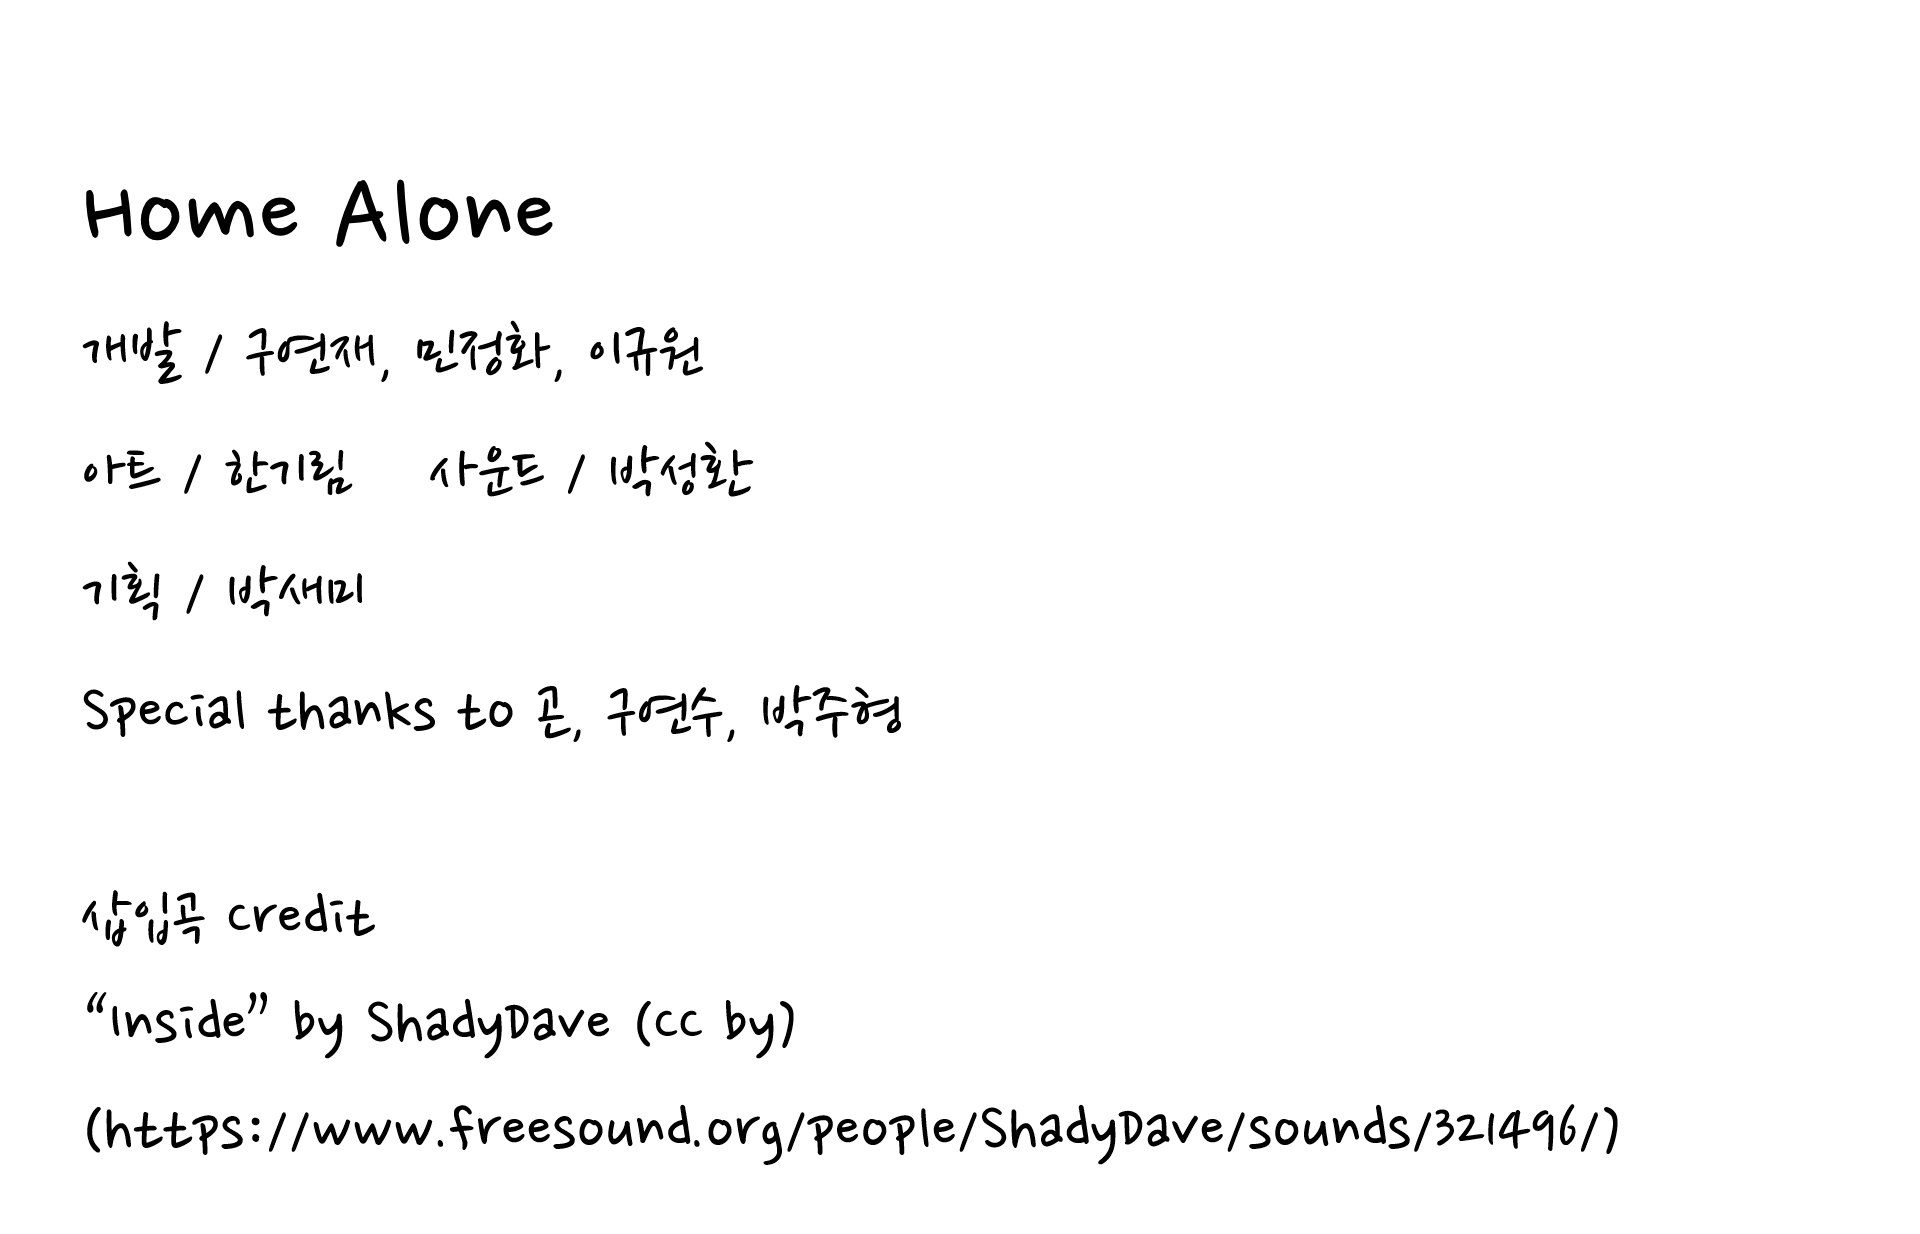 Home Alone
개발 / 구연재, 민정화, 이규원
아트 / 한기림 사운드 / 박성환
기획 / 박새미
Special thanks to 곤, 구연수, 박주형
삽입곡 credit
“Inside” by ShadyDave (cc by)
(https://www.freesound.org/people/ShadyDave/sounds/321496/)